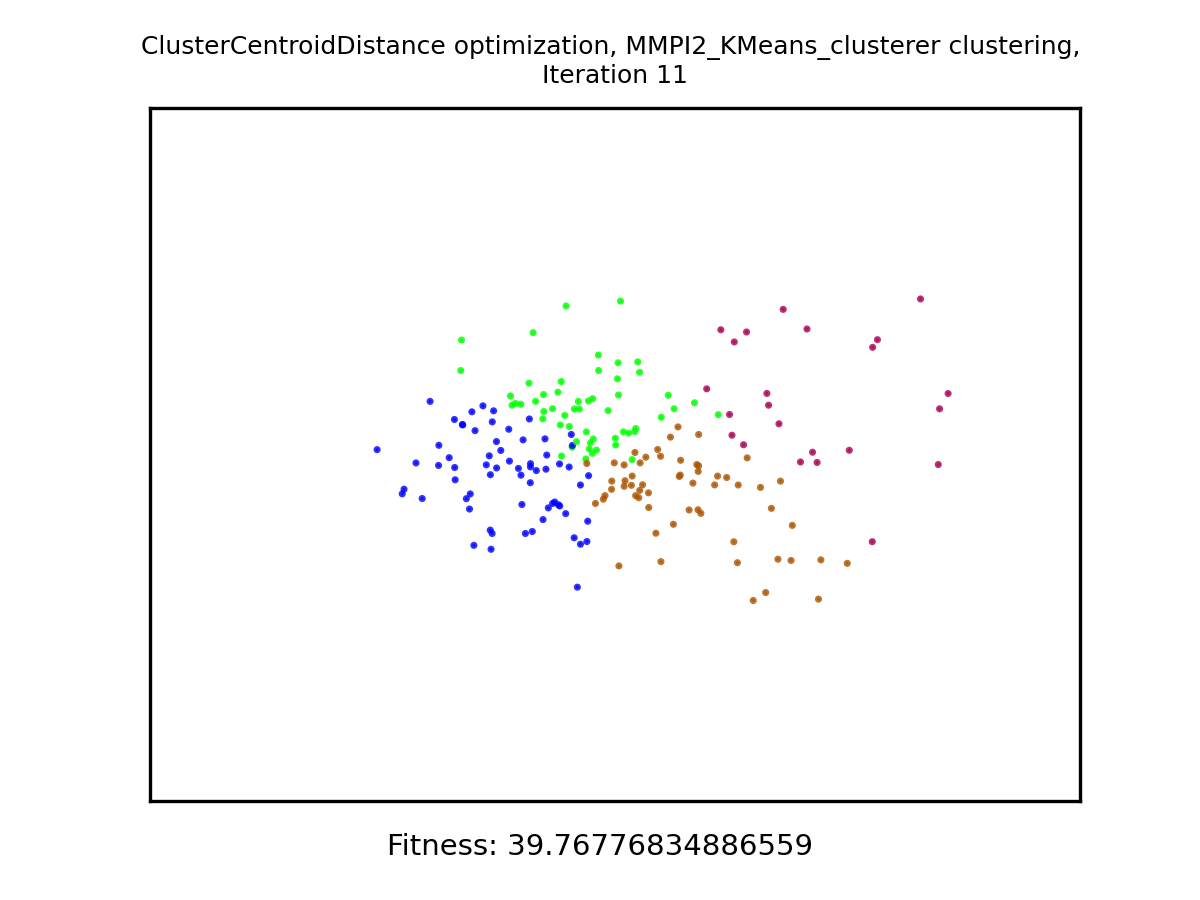 ClusterCentroidDistance optimization, MMPI2_KMeans_clusterer clustering,
Iteration 11
Fitness: 39.76776834886559